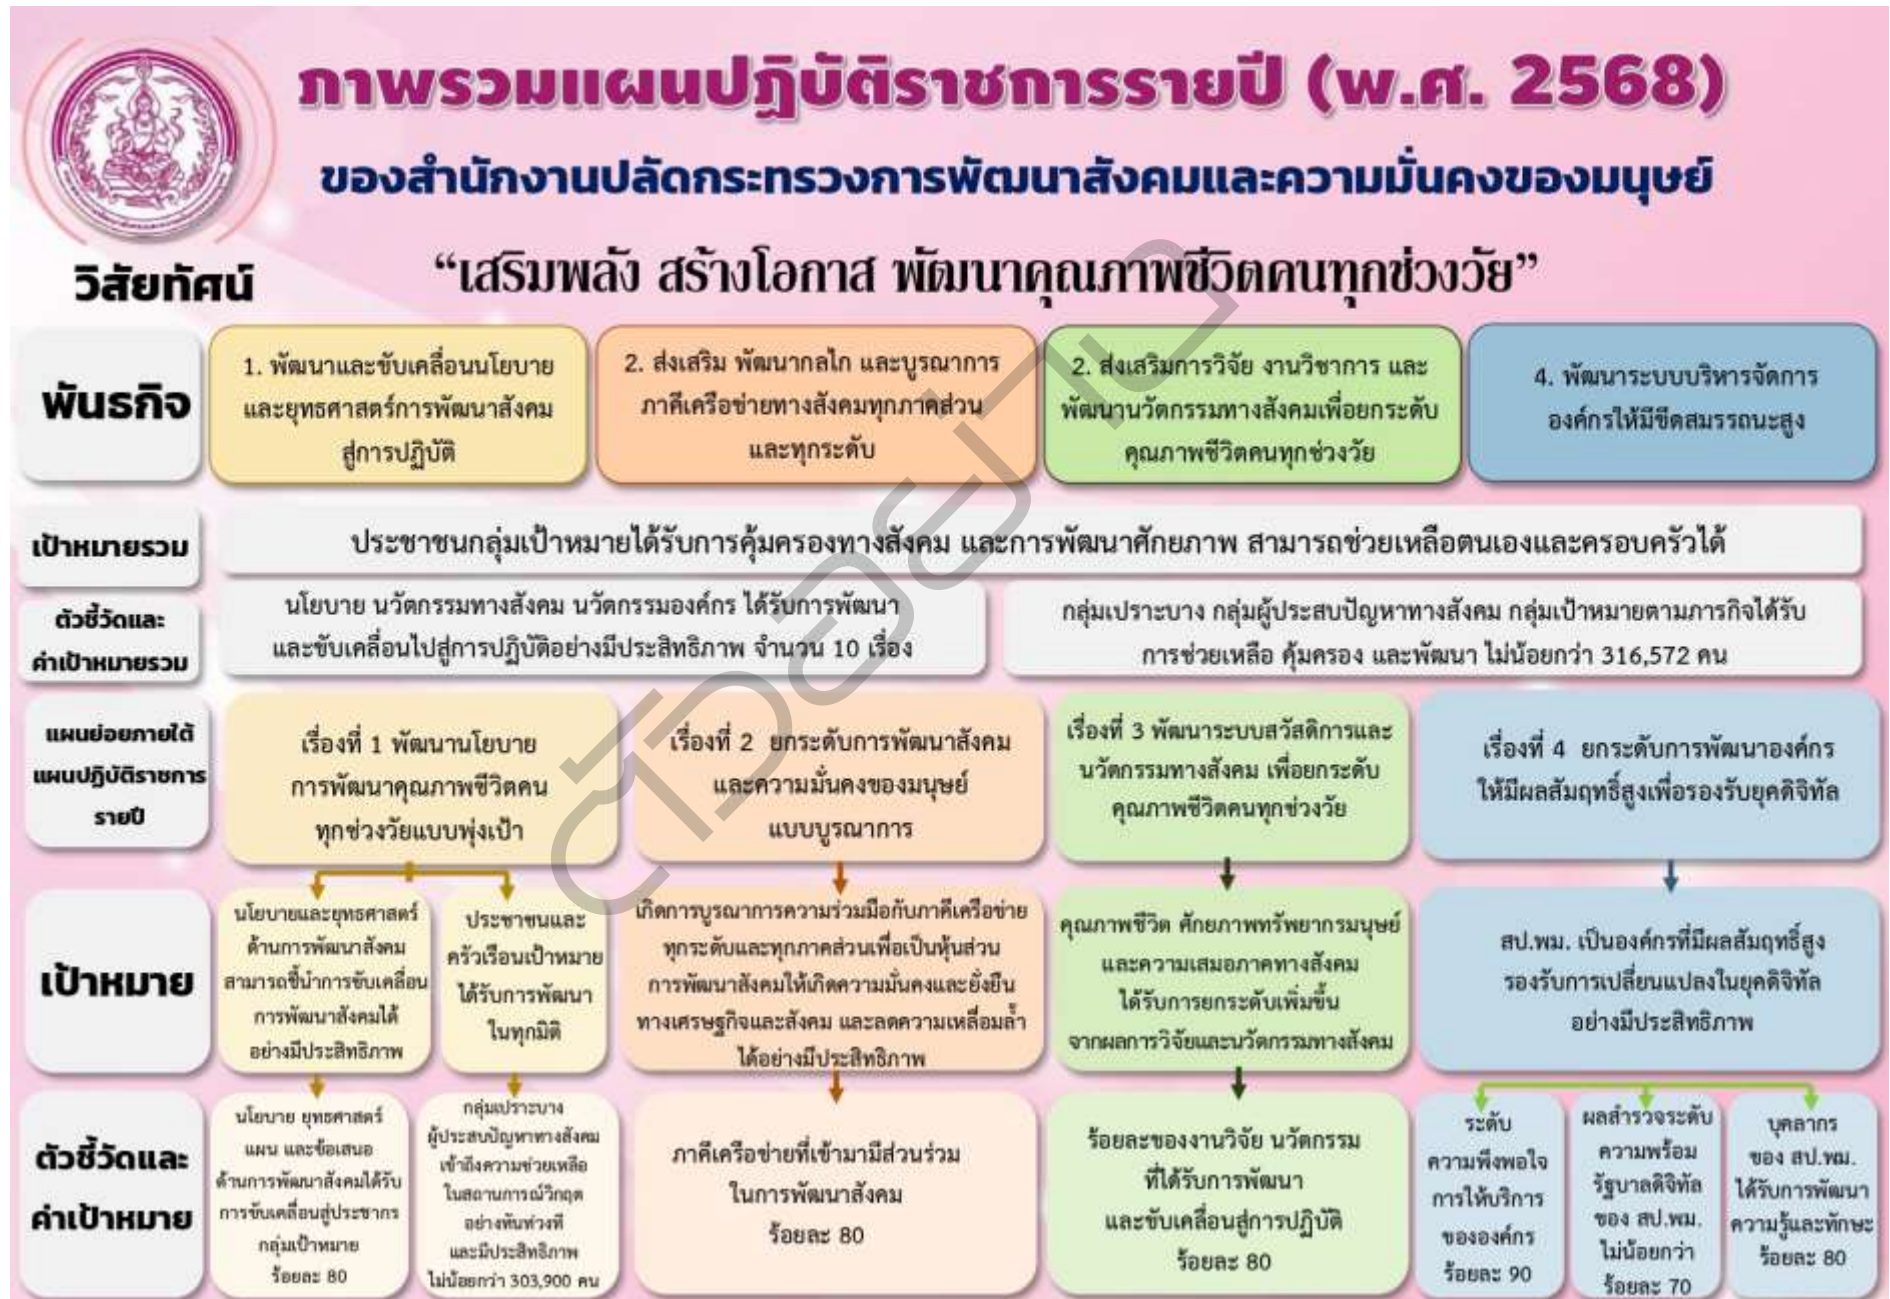 ภาพรวมแผนปฏิบัติราชการรายปี (พ.ศ. 2568)
ของสำนักงานปลัดกระทรวงการพัฒนาสังคมและความมั่นคงของมนุษย์
วิสัยทัศน์
“เสริมพลัง สร้างโอกาส พัฒนาคุณภาพชีวิตคนทุกช่วงวัย”
พันธกิจ
1. พัฒนาและขับเคลื่อนนโยบาย
และยุทธศาสตร์การพัฒนาสังคม
สู่การปฏิบัติ
2. ส่งเสริม พัฒนากลไก และบูรณาการ
ภาคีเครือข่ายทางสังคมทุกภาคส่วน
และทุกระดับ
2. ส่งเสริมการวิจัย งานวิชาการ และ
พัฒนานวัตกรรมทางสังคมเพื่อยกระดับ
คุณภาพชีวิตคนทุกช่วงวัย
4. พัฒนาระบบบริหารจัดการ
องค์กรให้มีขีดสมรรถนะสูง
เป้าหมายรวม
ประชาชนกลุ่มเป้าหมายได้รับการคุ้มครองทางสังคม และการพัฒนาศักยภาพ สามารถช่วยเหลือตนเองและครอบครัวได้
ตัวชี้วัดและ
ค่าเป้าหมายรวม
นโยบาย นวัตกรรมทางสังคม นวัตกรรมองค์กร ได้รับการพัฒนา
และขับเคลื่อนไปสู่การปฏิบัติอย่างมีประสิทธิภาพ จำนวน 10 เรื่อง
กลุ่มเปราะบาง กลุ่มผู้ประสบปัญหาทางสังคม กลุ่มเป้าหมายตามภารกิจได้รับ
การช่วยเหลือ คุ้มครอง และพัฒนา ไม่น้อยกว่า 316,572 คน
แผนย่อยภายใต้
แผนปฏิบัติราชการ
รายปี
เรื่องที่ 1 พัฒนานโยบาย
การพัฒนาคุณภาพชีวิตคน
ทุกช่วงวัยแบบพุ่งเป้า
เรื่องที่ 2 ยกระดับการพัฒนาสังคม
และความมั่นคงของมนุษย์
แบบบูรณาการ
เรื่องที่ 3 พัฒนาระบบสวัสดิการและ
นวัตกรรมทางสังคม เพื่อยกระดับ
คุณภาพชีวิตคนทุกช่วงวัย
เรื่องที่ 4 ยกระดับการพัฒนาองค์กร
ให้มีผลสัมฤทธิ์สูงเพื่อรองรับยุคดิจิทัล
เป้าหมาย
นโยบายและยุทธศาสตร์
ด้านการพัฒนาสังคม
สามารถชี้นำการขับเคลื่อน
การพัฒนาสังคมได้
อย่างมีประสิทธิภาพ
ประชาชนและ
ครัวเรือนเป้าหมาย
ได้รับการพัฒนา
ในทุกมิติ
เกิดการบูรณาการความร่วมมือกับภาคีเครือข่าย
ทุกระดับและทุกภาคส่วนเพื่อเป็นหุ้นส่วน
การพัฒนาสังคมให้เกิดความมั่นคงและยั่งยืน
ทางเศรษฐกิจและสังคม และลดความเหลื่อมล้ำ
ได้อย่างมีประสิทธิภาพ
คุณภาพชีวิต ศักยภาพทรัพยากรมนุษย์
และความเสมอภาคทางสังคม
ได้รับการยกระดับเพิ่มขึ้น
จากผลการวิจัยและนวัตกรรมทางสังคม
สป.พม. เป็นองค์กรที่มีผลสัมฤทธิ์สูง
รองรับการเปลี่ยนแปลงในยุคดิจิทัล
อย่างมีประสิทธิภาพ
ตัวชี้วัดและ
ค่าเป้าหมาย
นโยบาย ยุทธศาสตร์
แผน และข้อเสนอ
ด้านการพัฒนาสังคมได้รับ
การขับเคลื่อนสู่ประชากร
กลุ่มเป้าหมาย
ร้อยละ 80
กลุ่มเปราะบาง
ผู้ประสบปัญหาทางสังคม
เข้าถึงความช่วยเหลือ
ในสถานการณ์วิกฤต
อย่างทันท่วงที
และมีประสิทธิภาพ
ไม่น้อยกว่า 303,900 คน
ภาคีเครือข่ายที่เข้ามามีส่วนร่วม
ในการพัฒนาสังคม
ร้อยละ 80
ร้อยละของงานวิจัย นวัตกรรม
ที่ได้รับการพัฒนา
และขับเคลื่อนสู่การปฏิบัติ
ร้อยละ 80
ระดับ
ความพึงพอใจ
การให้บริการ
ขององค์กร
ร้อยละ 90
ผลสำรวจระดับ
ความพร้อม
รัฐบาลดิจิทัล
ของ สป.พม.
ไม่น้อยกว่า
ร้อยละ 70
บุคลากร
ของ สป.พม.
ได้รับการพัฒนา
ความรู้และทักษะ
ร้อยละ 80
ตัวอย่าง